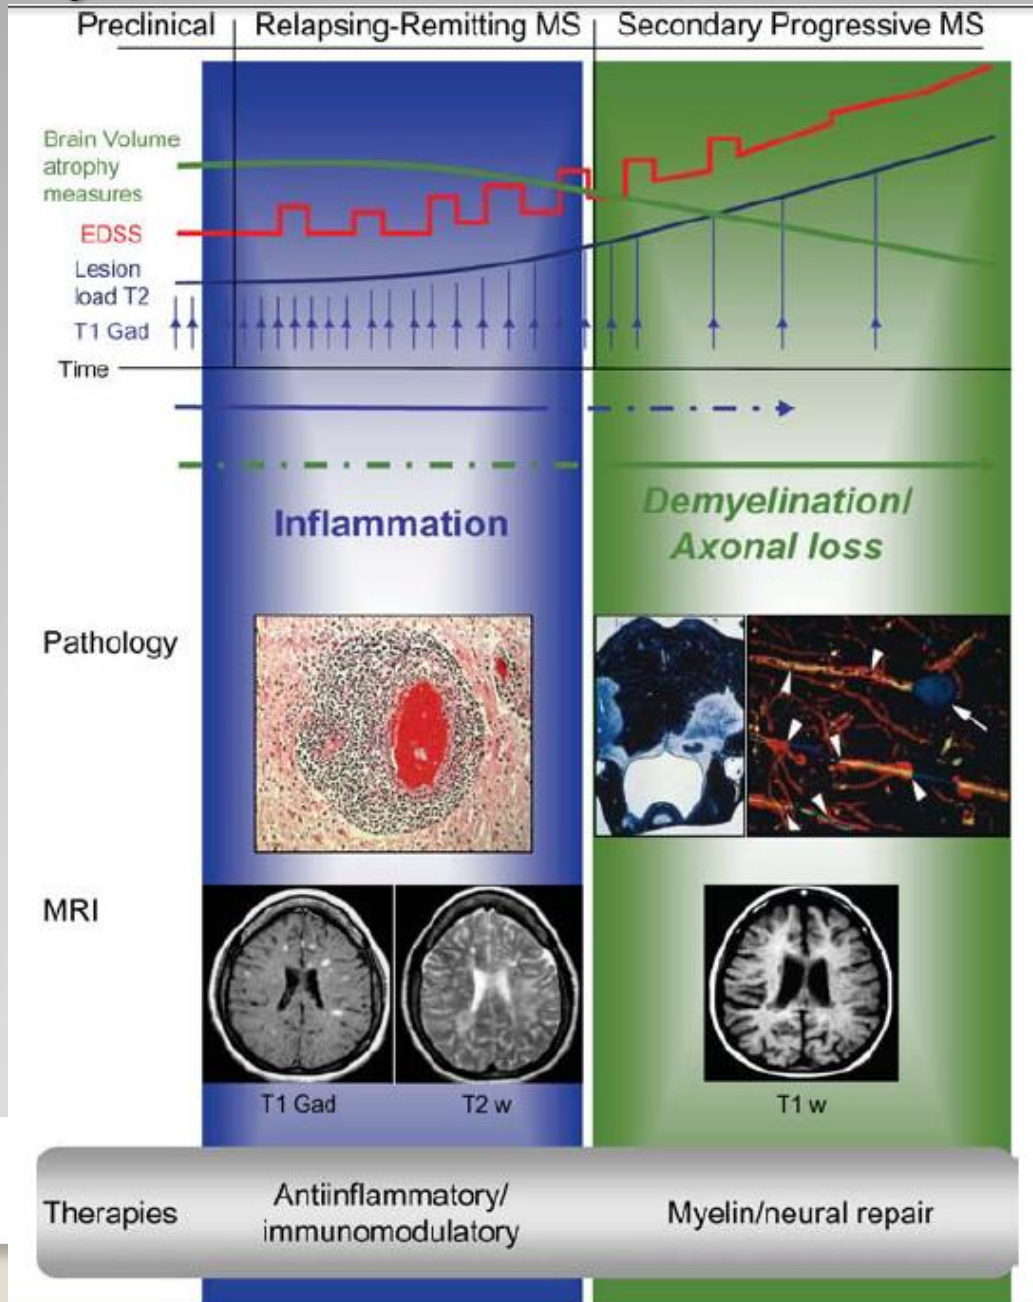 Preclinical
Relapsing-Remitting MS
Secondary Progressive MS
Brain Volume
atrophy
measures
EDSS
Lesion
load T2
T1 Gad
Time
Inflammation
Demyelination/
Axonal loss
Pathology
MRI
T1 Gad
T2 w
T1 w
Therapies
Antiinflammatory/
immunomodulatory
Myelin/neural repair